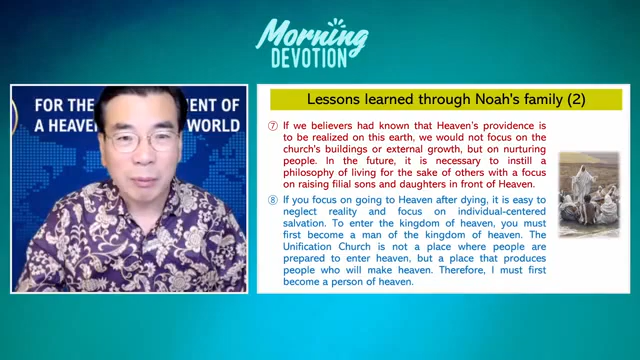 Morning
DEVOTION
FOR THE MENT OF
A HEAVEN WORLD
Lessons learned through Noah's family (2)
⑦ If we believers had known that Heaven's providence is
to be realized on this earth, we would not focus on the
church's buildings or external growth, but on nurturing
people. In the future, it is necessary to instill a
philosophy of living for the sake of others with a focus
on raising filial sons and daughters in front of Heaven.
⑧ If you focus on going to Heaven after dying, it is easy to
neglect reality and focus on individual-centered
salvation. To enter the kingdom of heaven, you must
first become a man of the kingdom of heaven. The
Unification Church is not a place where people are
prepared to enter heaven, but a place that produces
people who will make heaven. Therefore, I must first
become a person of heaven.